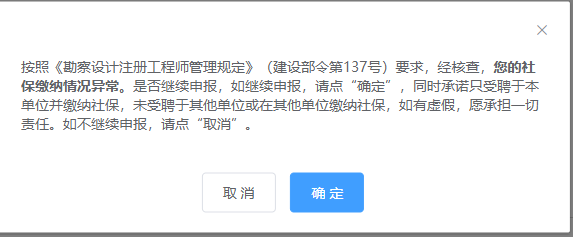 按照《勘察设计注册工程师管理规定》（建设部令第137号）要求，经核查，您的社
保缴纳情况异常。是否继续申报，如继续申报，请点“确定”，同时承诺只受聘于本
单位并缴纳社保，未受聘于其他单位或在其他单位缴纳社保，如有虚假，愿承担一切
责任。如不继续申报，请点“取消”。
取 消
确 定